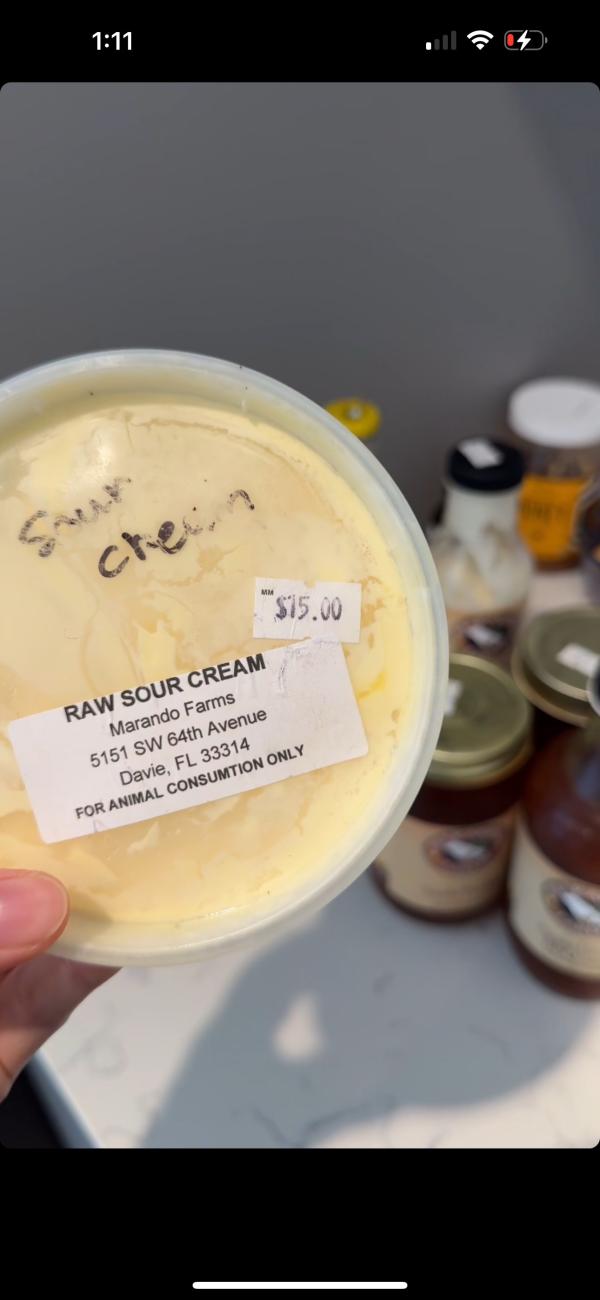 1:11
Sour
Cream
MM
$15.00
RAW SOUR CREAM
Marando Farms
5151 SW 64th Avenue
Davie, FL 33314
FOR ANIMAL CONSUMTION ONLY